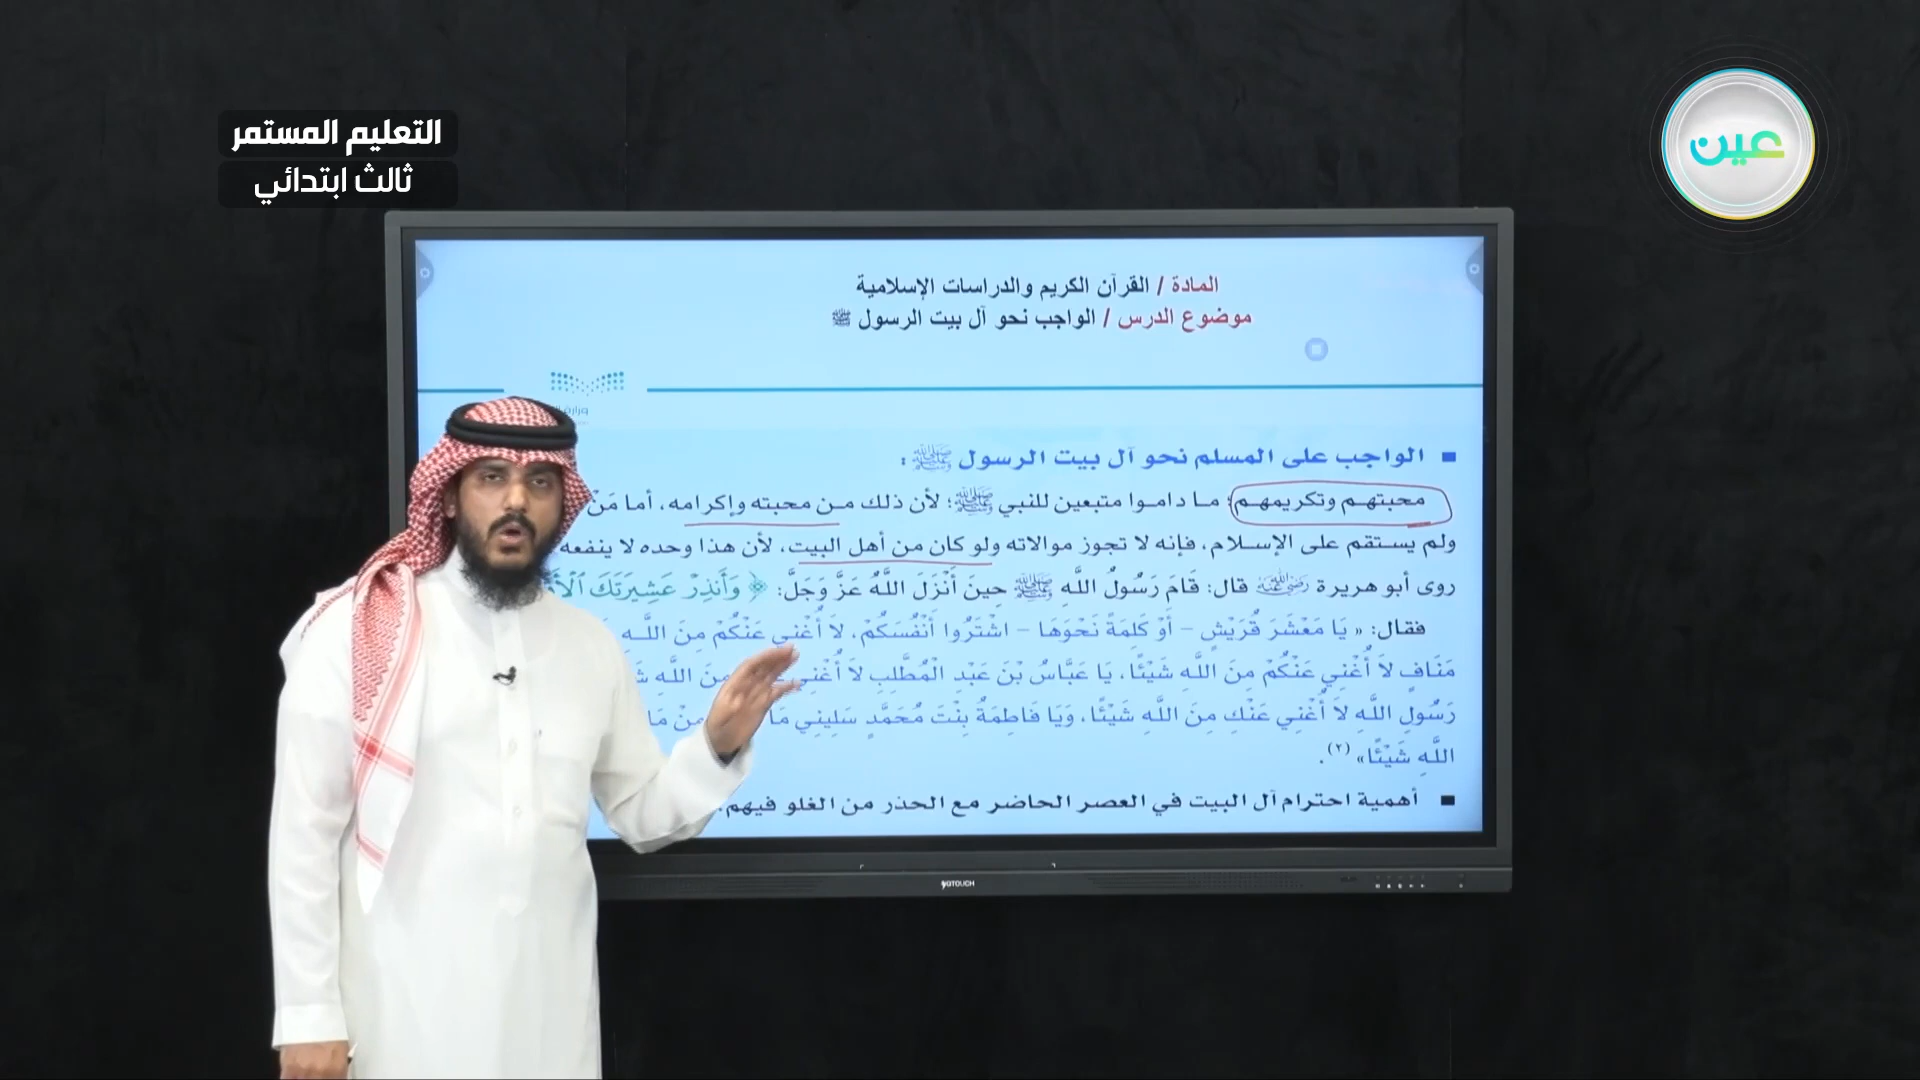 التعليم المستمر
ثالث ابتدائي
عين
المادة / القرآن الكريم والدراسات الإسلامية
موضوع الدرس / الواجب نحو آل بيت الرسول ﷺ
وزارة
■ الواجب على المسلم نحو آل بيت الرسول ﷺ :
محبتهم وتكريمهم؛ ما داموا متبعين للنبي ﷺ؛ لأن ذلك من محبته وإكرامه، أما مَنْ
ولم يستقم على الإسلام، فإنه لا تجوز موالاته ولو كان من أهل البيت، لأن هذا وحده لا ينفعه
روى أبو هريرة رضي الله عنه قال: قَامَ رَسُولُ اللَّهِ ﷺ حِينَ أَنْزَلَ اللَّهُ عَزَّ وَجَلَّ: ﴿ وَأَنذِرْ عَشِيرَتَكَ
فقال: « يَا مَعْشَرَ قُرَيْشٍ – أَوْ كَلِمَةً نَحْوَهَا – اشْتَرُوا أَنْفُسَكُمْ، لاَ أُغْنِي عَنْكُمْ مِنَ اللَّهِ
مَنَافٍ لاَ أُغْنِي عَنْكُمْ مِنَ اللَّهِ شَيْئًا، يَا عَبَّاسُ بْنَ عَبْدِ الْمُطَّلِبِ لاَ أُغْنِي مِنَ اللَّهِ
رَسُولِ اللَّهِ لاَ أُغْنِي عَنْكِ مِنَ اللَّهِ شَيْئًا، وَيَا فَاطِمَةُ بِنْتَ مُحَمَّدٍ سَلِينِي مَا مِنْ
اللَّهِ شَيْئًا» (٢).
■ أهمية احترام آل البيت في العصر الحاضر مع الحذر من الغلو فيهم.
YOTOUCH